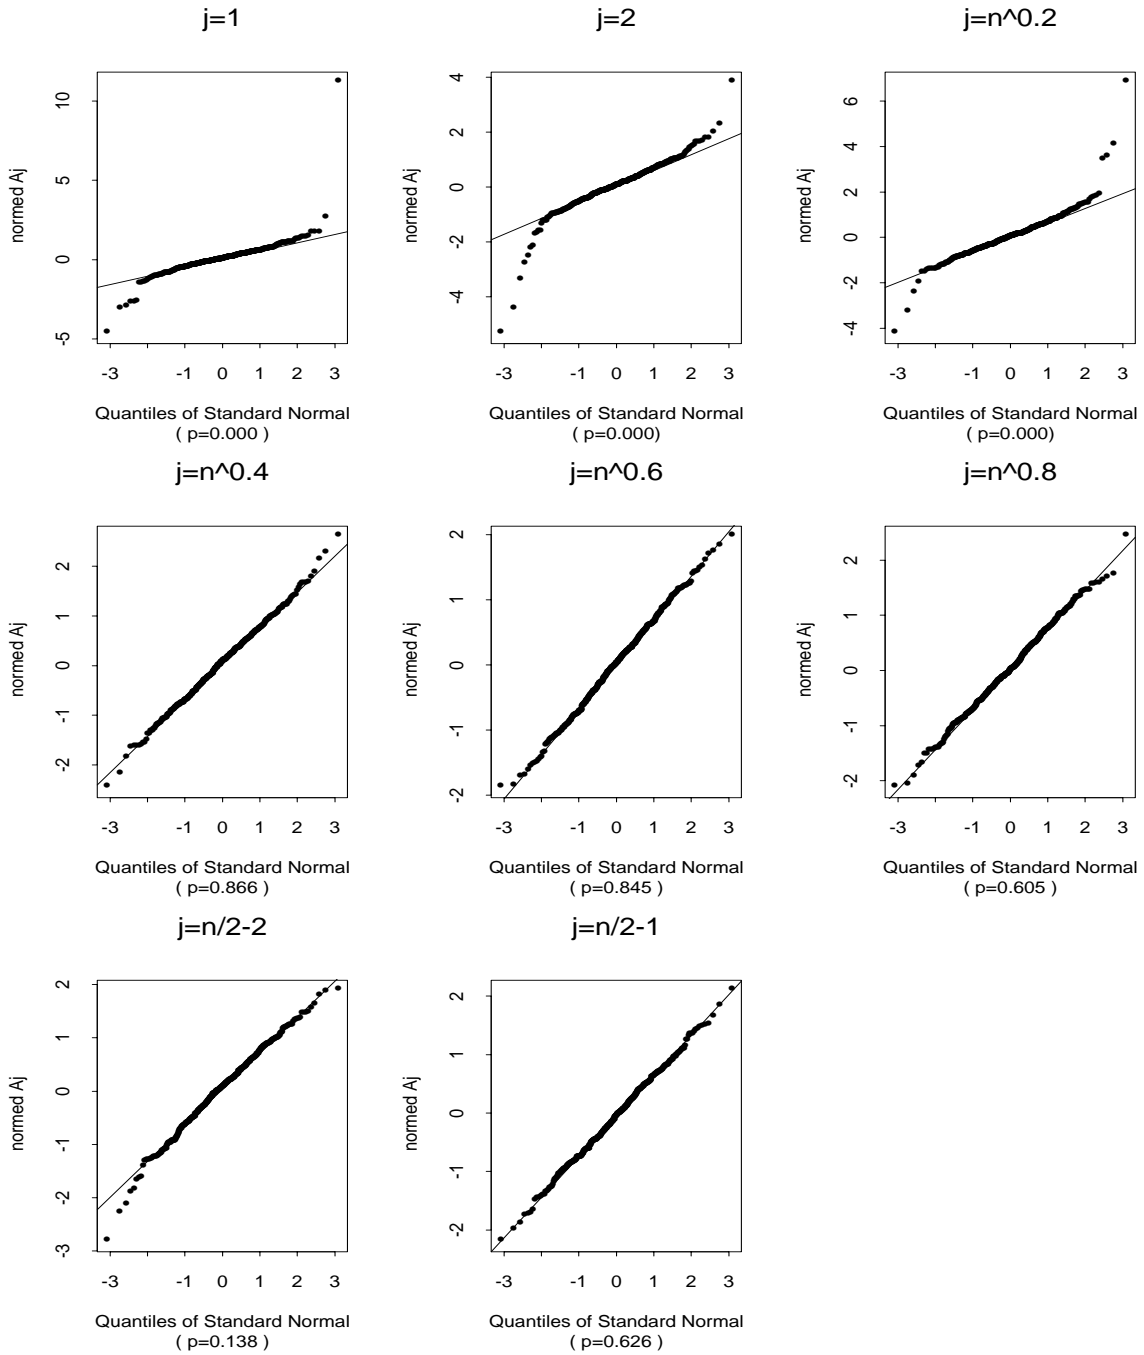 j=1
j=2
j=n^0.2
normed Aj
10
5
0
-5
-3 -1 0 1 2 3
Quantiles of Standard Normal
( p=0.000 )
normed Aj
4
2
0
-2
-4
-3 -1 0 1 2 3
Quantiles of Standard Normal
( p=0.000)
normed Aj
6
4
2
0
-2
-4
-3 -1 0 1 2 3
Quantiles of Standard Normal
( p=0.000)
j=n^0.4
j=n^0.6
j=n^0.8
normed Aj
2
1
0
-1
-2
-3 -1 0 1 2 3
Quantiles of Standard Normal
( p=0.866 )
normed Aj
2
1
0
-1
-2
-3 -1 0 1 2 3
Quantiles of Standard Normal
( p=0.845 )
normed Aj
2
1
0
-1
-2
-3 -1 0 1 2 3
Quantiles of Standard Normal
( p=0.605 )
j=n/2-2
j=n/2-1
normed Aj
2
1
0
-1
-2
-3
-3 -1 0 1 2 3
Quantiles of Standard Normal
( p=0.138 )
normed Aj
2
1
0
-1
-2
-3 -1 0 1 2 3
Quantiles of Standard Normal
( p=0.626 )